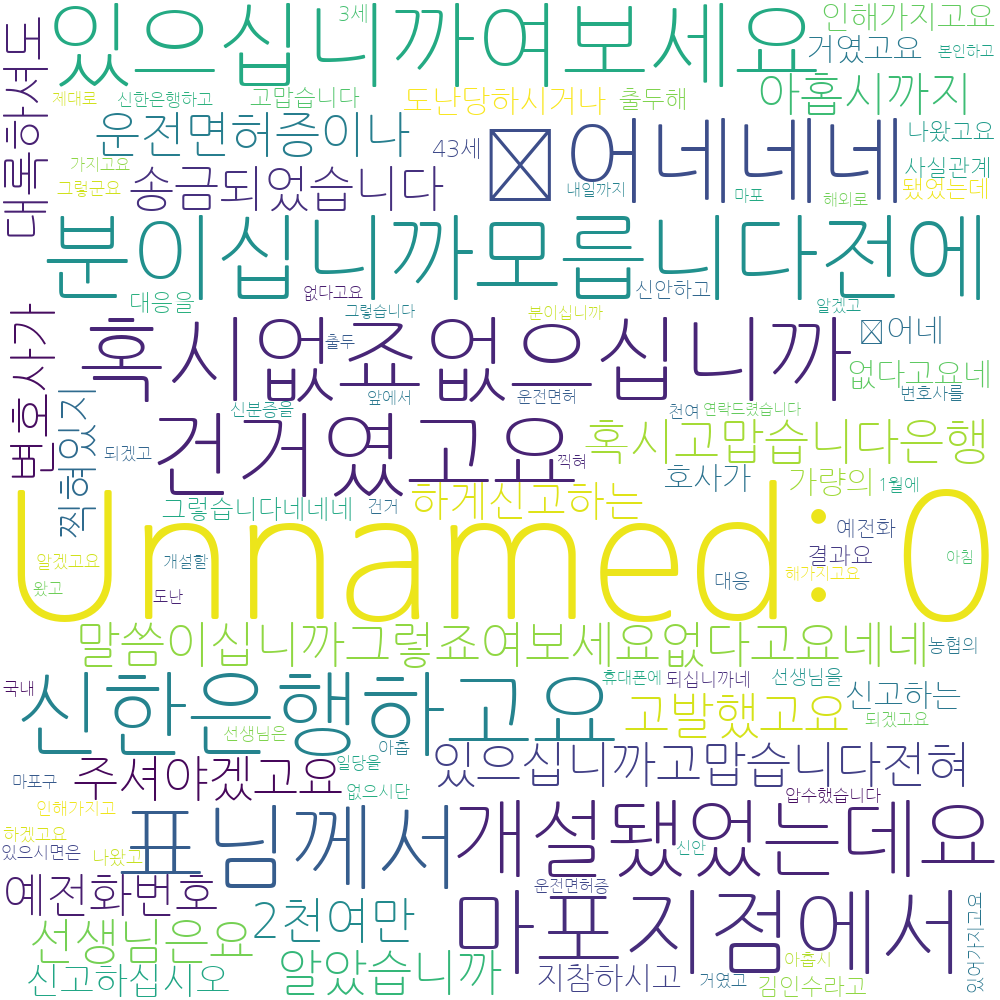 3세
있으십니까여보세요
인해가지고요
거였고요
본인하고
대록하셔도
제대로
신한은행하고
고맙습니다
도난당하시거나
출두해
아홉시까지
운전면허증이나
43세
어네네네
나왔고요
가지고요
사실관계
그렇군요
송금되었습니다
내일까지
마포
해외로
됐었는데
분이십니까모릅니다전에
대응을
없다고요
신안하고
그렇습니다
분이십니까
알겠고
변호사가
혹시없죠없으십니까
출두
어네
없다고요네
찍혀있지
신분증을
앞에서
운전면허
변호사를
천여
연락드렸습니다
건거였고요
혹시고맙습니다은행
되겠고
찍혀
호사가
가량의
1월에
그렇습니다네네네
건거
하게신고하는
예전화
Unnamed: 0
알겠고요
개설할
결과요
아침
왔고
도난
대응
해가지고요
말씀이십니까그렇죠여보세요없다고요네네
농협의
국내
신한은행하고요
휴대폰에
되십니까네
선생님을
신고하는
고발했고요
선생님은
되겠고요
아흡
마포구
주셔야겠고요
일당을
있으십니까고맙습니다전혀
없으시단
압수했습니다
인해가지고
하겠고요
표님께서
개설됐었는데요
있으시면은
나왔고
신안
예전화번호
운전면허증
2천여만
마포지점에서
있어가지고요
선생님은요
알았습니까
아흡시
신고하십시오
지참하시고
거였고
김인수라고